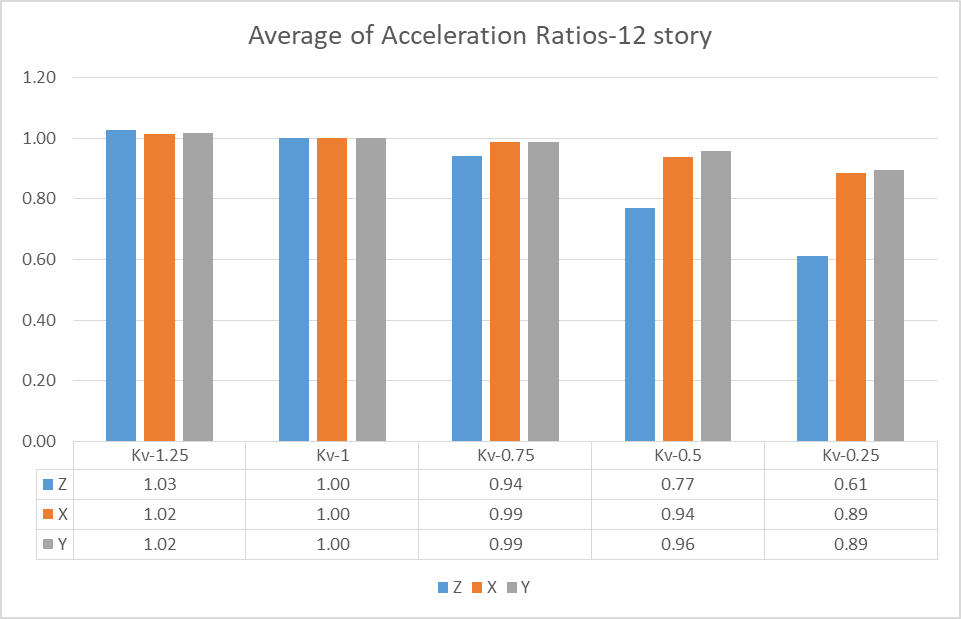 Average of Acceleration Ratios-12 story
1.20
1.00
0.80
0.60
0.40
0.20
0.00
Kv-1.25 Kv-1 Kv-0.75 Kv-0.5 Kv-0.25
Z 1.03 1.00 0.94 0.77 0.61
X 1.02 1.00 0.99 0.94 0.89
Y 1.02 1.00 0.99 0.96 0.89
Z X Y